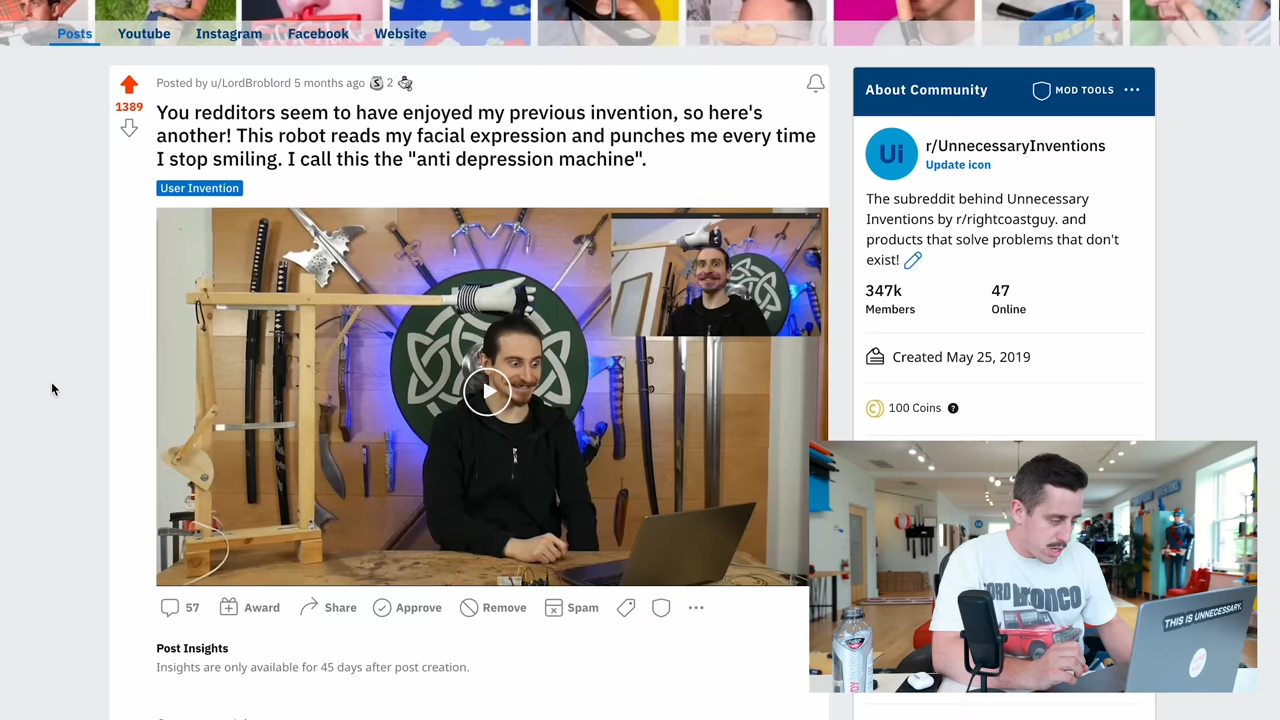 Posts Youtube Instagram Facebook Website
Posted by u/LordBroblord 5 months ago S 2
1389
You redditors seem to have enjoyed my previous invention, so here's
another! This robot reads my facial expression and punches me every time
I stop smiling. I call this the "anti depression machine".
User Invention
57 Award Share Approve Remove Spam
Post Insights
Insights are only available for 45 days after post creation.
About Community
MOD TOOLS
Ui
r/UnnecessaryInventions
Update icon
The subreddit behind Unnecessary
Inventions by r/rightcoastguy. and
products that solve problems that don't
exist!
347k 47
Members Online
Created May 25, 2019
100 Coins
BRONCO
THIS IS UNNECESSARY.